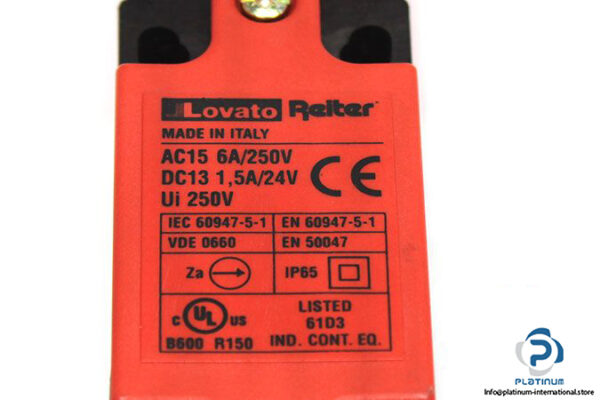 Lovato Reiter
MADE IN ITALY
AC15 6A/250V
DC13 1,5A/24V
Ui 250V
CE
IEC 60947-5-1 EN 60947-5-1
VDE 0660 EN 50047
Za IP65
c UL us
LISTED
61D3
B600 R150 IND. CONT. EQ.
PLATINUM
info@platinum-international.store